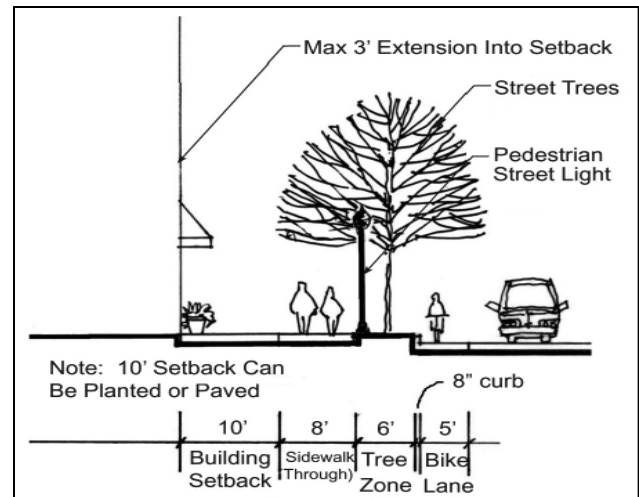 Max 3’ Extension Into Setback
Street Trees
Pedestrian
Street Light
Note: 10’ Setback Can
Be Planted or Paved
8” curb
10’ 8’ 6’ 5’
Building Setback
Sidewalk Through)
Tree Zone
Bike Lane